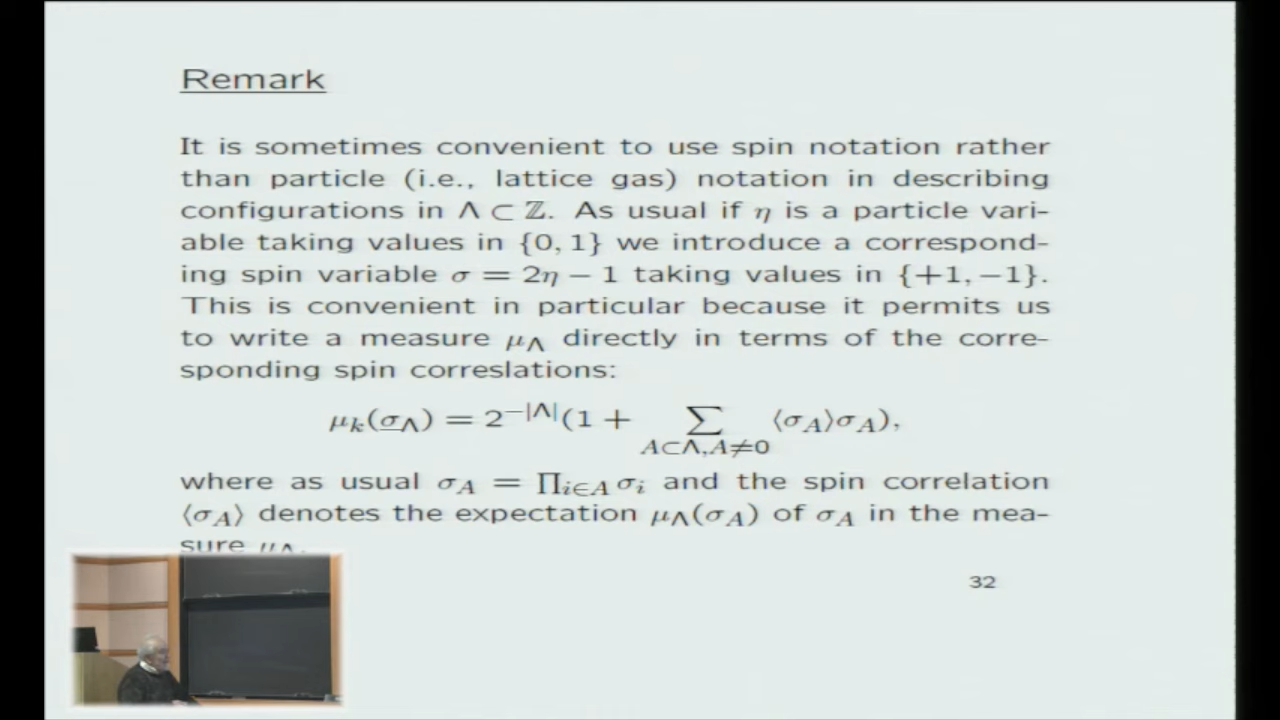 Remark
It is sometimes convenient to use spin notation rather
than particle (i.e., lattice gas) notation in describing
configurations in Λ ⊂ ℤ. As usual if η is a particle vari-
able taking values in {0, 1} we introduce a correspond-
ing spin variable σ = 2η − 1 taking values in {+1, −1}.
This is convenient in particular because it permits us
to write a measure μ_Λ directly in terms of the corre-
sponding spin correslations:
μ_k(σ_Λ) = 2^{−|Λ|}(1 + ∑_{A⊂Λ,A≠0} ⟨σ_A⟩σ_A),
where as usual σ_A = ∏_{i∈A} σ_i and the spin correlation
⟨σ_A⟩ denotes the expectation μ_Λ(σ_A) of σ_A in the mea-
sure μ_Λ.
32